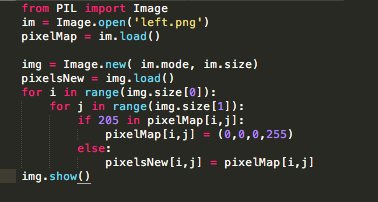 from PIL import Image
im = Image.open('left.png')
pixelMap = im.load()

img = Image.new( im.mode, im.size)
pixelsNew = img.load()
for i in range(img.size[0]):
    for j in range(img.size[1]):
        if 205 in pixelMap[i,j]:
            pixelMap[i,j] = (0,0,0,255)
        else:
            pixelsNew[i,j] = pixelMap[i,j]
img.show()